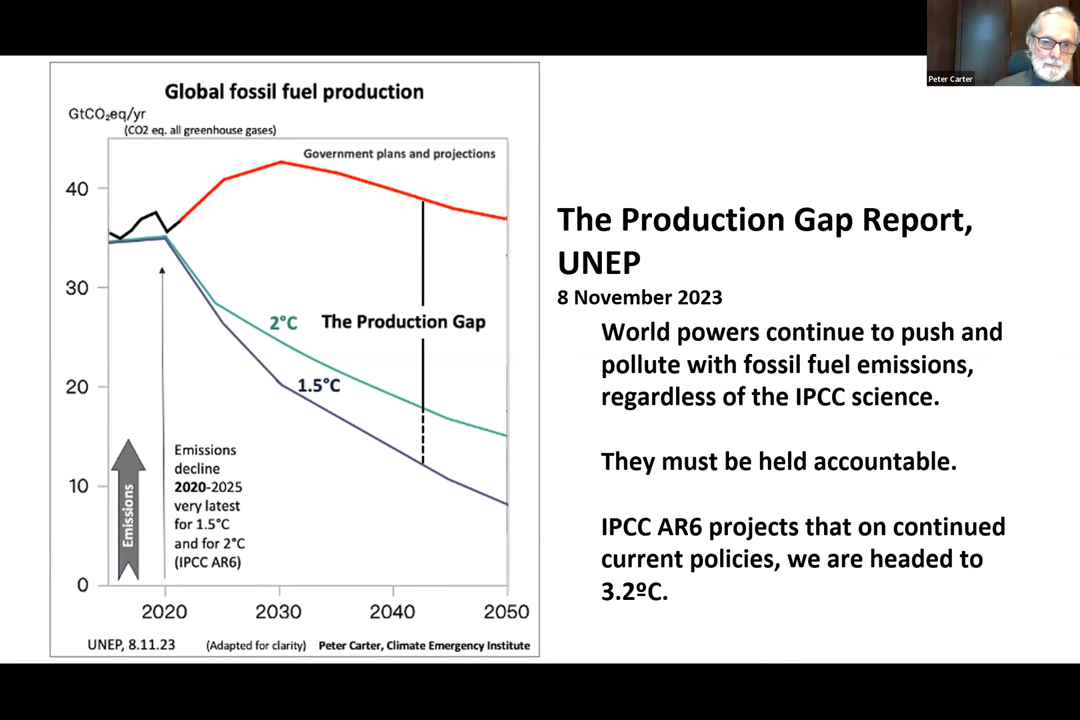 Peter Carter
Global fossil fuel production
GtCO₂eq/yr
(CO2 eq. all greenhouse gases)
Government plans and projections
40
30
20
10
0
2°C
The Production Gap
1.5°C
Emissions
Emissions
decline
2020-2025
very latest
for 1.5°C
and for 2°C
(IPCC AR6)
2020
2030
2040
2050
UNEP, 8.11.23
(Adapted for clarity)
Peter Carter, Climate Emergency Institute
The Production Gap Report,
UNEP
8 November 2023
World powers continue to push and
pollute with fossil fuel emissions,
regardless of the IPCC science.
They must be held accountable.
IPCC AR6 projects that on continued
current policies, we are headed to
3.2ºC.